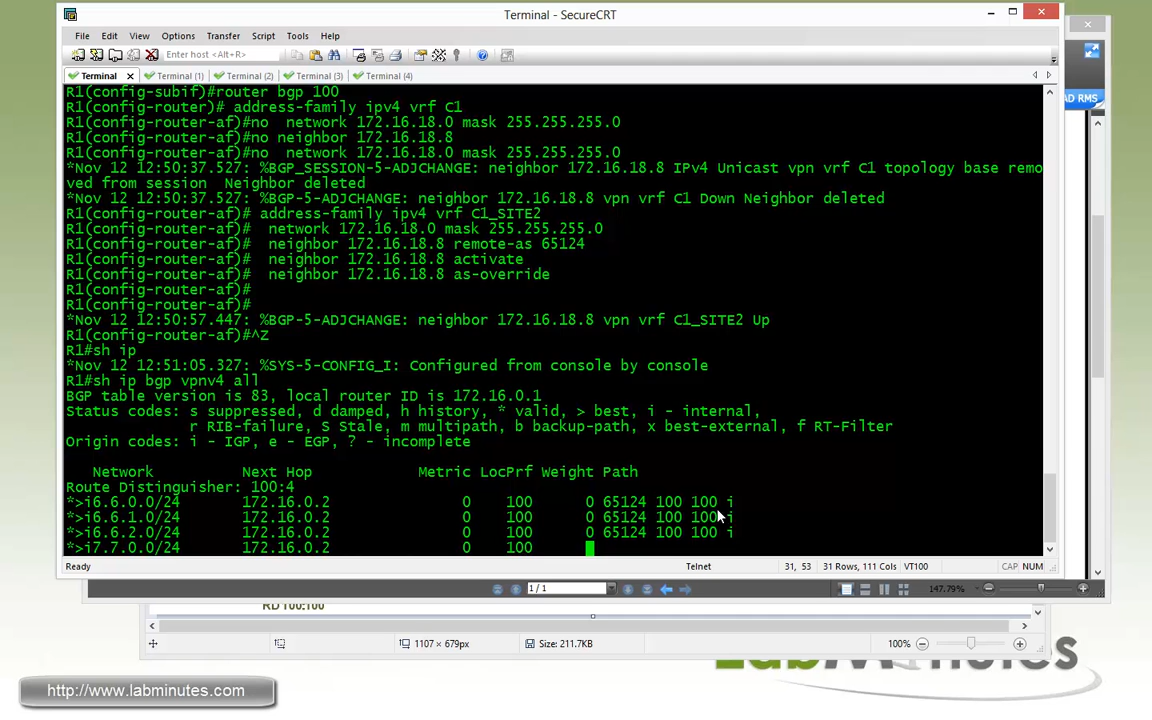 Terminal - SecureCRT
File Edit View Options Transfer Script Tools Help
Enter host <Alt+R>
Terminal Terminal (1) Terminal (2) Terminal (3) Terminal (4)
R1(config-subif)#router bgp 100
R1(config-router)# address-family ipv4 vrf C1
R1(config-router-af)#no  network 172.16.18.0 mask 255.255.255.0
R1(config-router-af)#no neighbor 172.16.18.8
R1(config-router-af)#no  network 172.16.18.0 mask 255.255.255.0
*Nov 12 12:50:37.527: %BGP_SESSION-5-ADJCHANGE: neighbor 172.16.18.8 IPv4 Unicast vpn vrf C1 topology base remo
ved from session  Neighbor deleted
*Nov 12 12:50:37.527: %BGP-5-ADJCHANGE: neighbor 172.16.18.8 vpn vrf C1 Down Neighbor deleted
R1(config-router-af)# address-family ipv4 vrf C1_SITE2
R1(config-router-af)#  network 172.16.18.0 mask 255.255.255.0
R1(config-router-af)#  neighbor 172.16.18.8 remote-as 65124
R1(config-router-af)#  neighbor 172.16.18.8 activate
R1(config-router-af)#  neighbor 172.16.18.8 as-override
R1(config-router-af)#
R1(config-router-af)#
*Nov 12 12:50:57.447: %BGP-5-ADJCHANGE: neighbor 172.16.18.8 vpn vrf C1_SITE2 Up
R1(config-router-af)#^Z
R1#sh ip
*Nov 12 12:51:05.327: %SYS-5-CONFIG_I: Configured from console by console
R1#sh ip bgp vpnv4 all
BGP table version is 83, local router ID is 172.16.0.1
Status codes: s suppressed, d damped, h history, * valid, > best, i - internal,
r RIB-failure, S Stale, m multipath, b backup-path, x best-external, f RT-Filter
Origin codes: i - IGP, e - EGP, ? - incomplete
Network Next Hop Metric LocPrf Weight Path
Route Distinguisher: 100:4
*>i6.6.0.0/24 172.16.0.2 0 100 0 65124 100 100 i
*>i6.6.1.0/24 172.16.0.2 0 100 0 65124 100 100 i
*>i6.6.2.0/24 172.16.0.2 0 100 0 65124 100 100 i
*>i7.7.0.0/24 172.16.0.2 0 100
Ready Telnet 31, 53 31 Rows, 111 Cols VT100 CAP NUM
AD RMS
1 / 1 147.79%
RD 100:100
1107 × 679px Size: 211.7KB 100%
http://www.labminutes.com